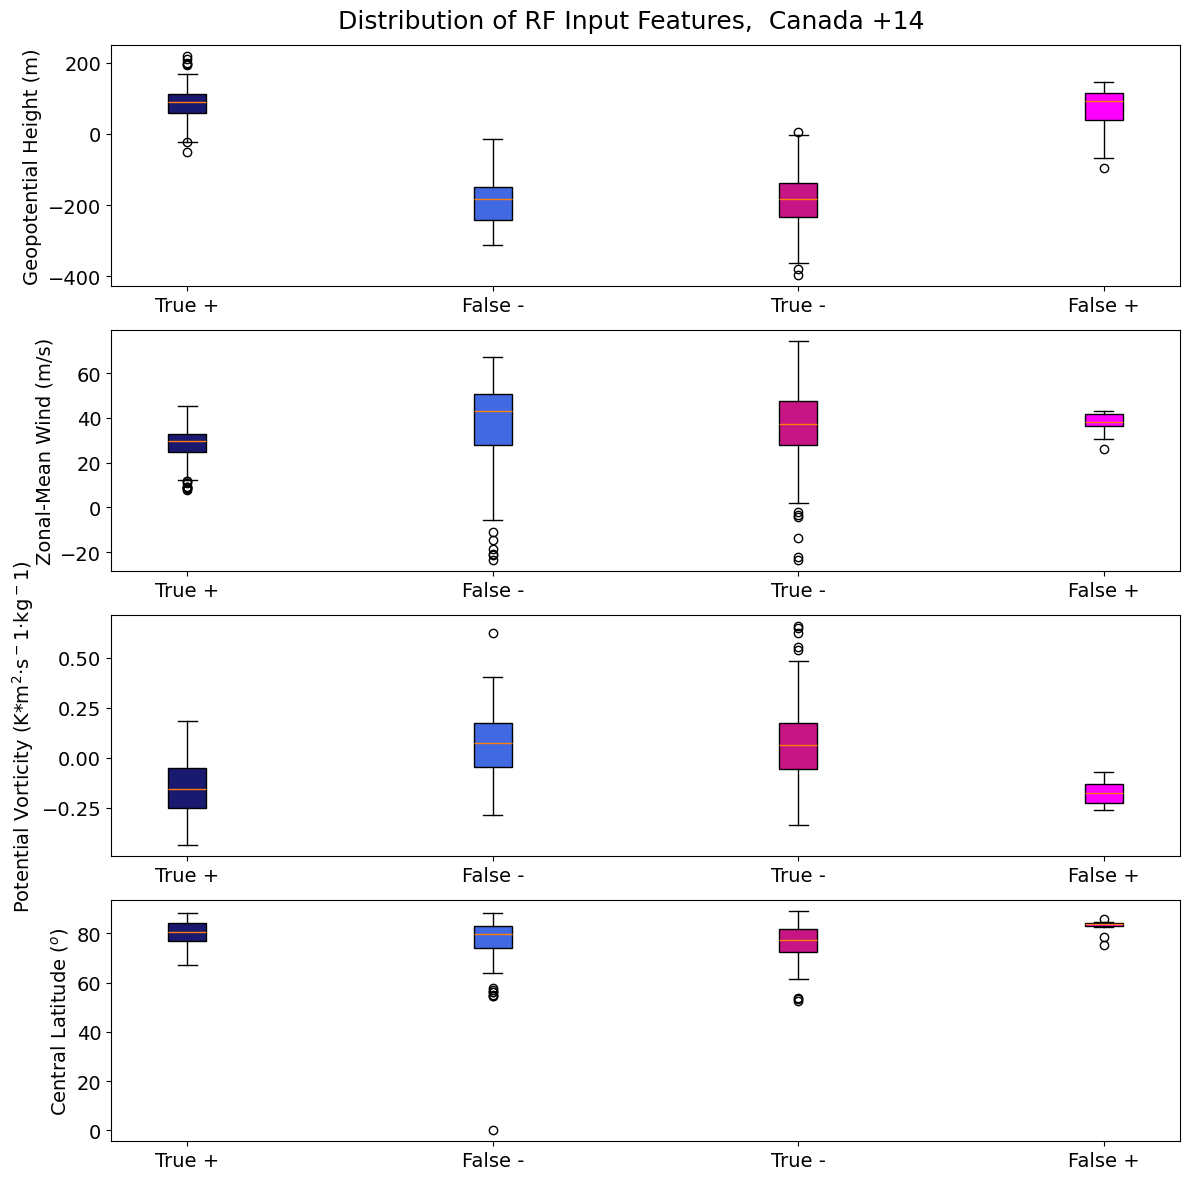 Distribution of RF Input Features,  Canada +14
Geopotential Height (m)
200
0
−200
−400
True +
False -
True -
False +
Zonal-Mean Wind (m/s)
60
40
20
0
−20
True +
False -
True -
False +
Potential Vorticity (K*m²·s⁻1·kg⁻1)
0.50
0.25
0.00
−0.25
True +
False -
True -
False +
Central Latitude (°)
80
60
40
20
0
True +
False -
True -
False +